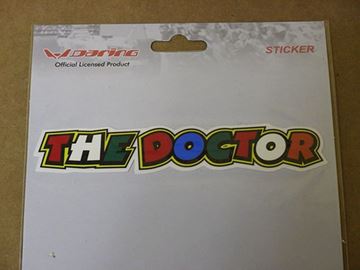 Daring
STICKER
Official Licensed Product
THE DOCTOR